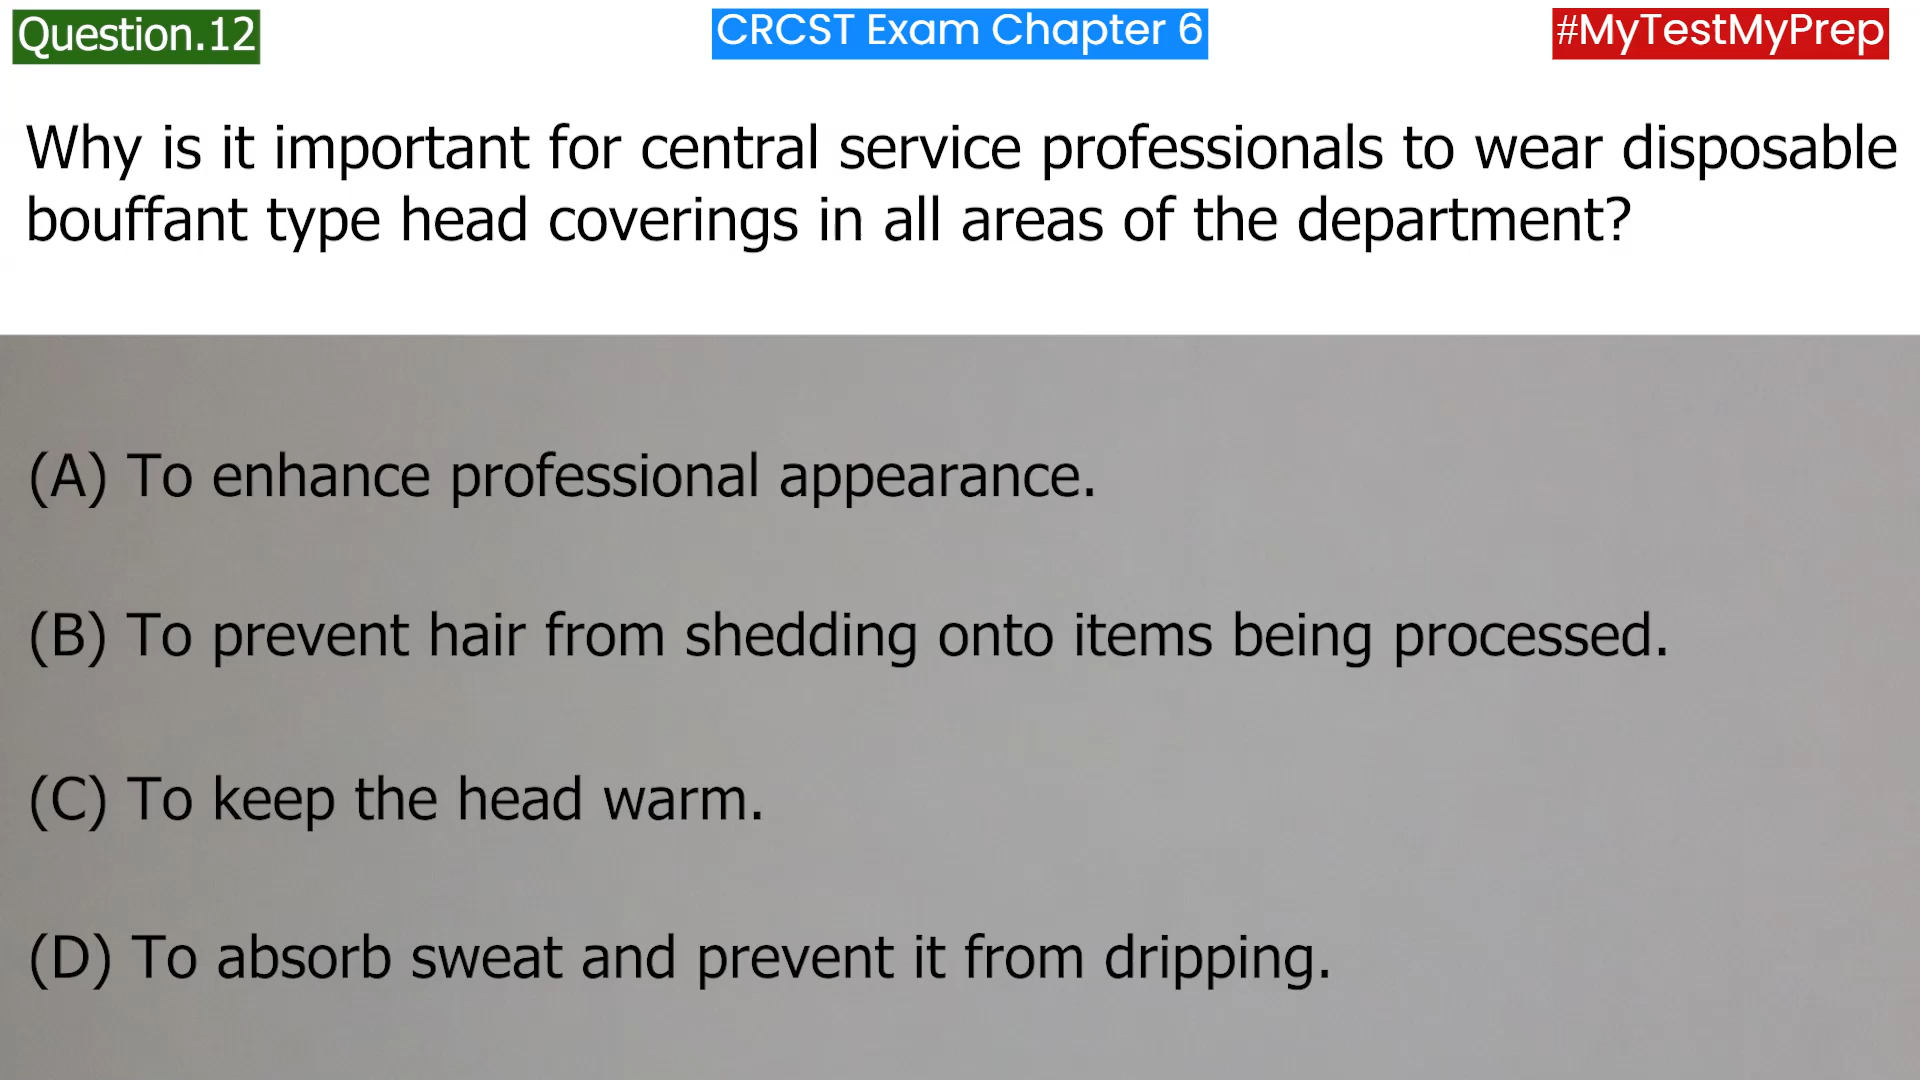 Question.12
CRCST Exam Chapter 6
#MyTestMyPrep
Why is it important for central service professionals to wear disposable
bouffant type head coverings in all areas of the department?
(A) To enhance professional appearance.
(B) To prevent hair from shedding onto items being processed.
(C) To keep the head warm.
(D) To absorb sweat and prevent it from dripping.